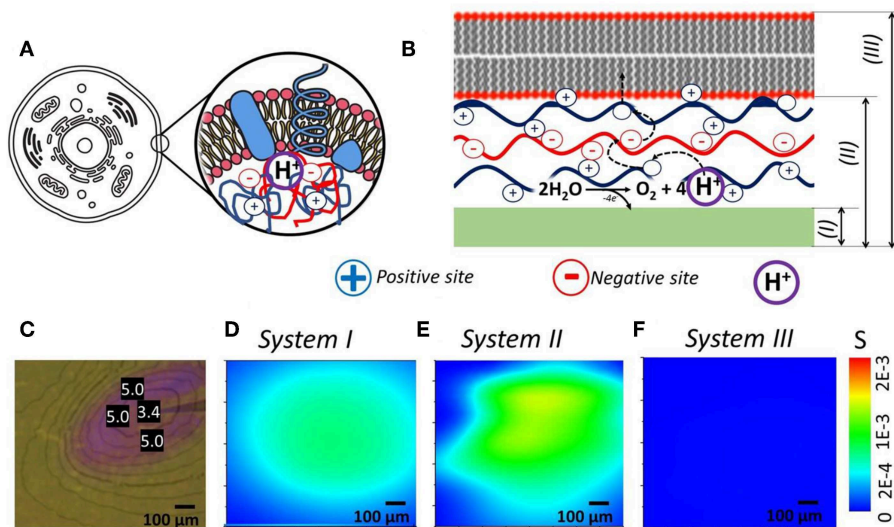 A
B
H⁺
2H₂O → O₂ + 4 H⁺
-4e⁻
(I)
(II)
(III)
+ Positive site
- Negative site
H⁺
C
D
E
F
System I
System II
System III
S
5.0
5.0
3.4
5.0
2E-3
1E-3
2E-4
0
100 µm
100 µm
100 µm
100 µm